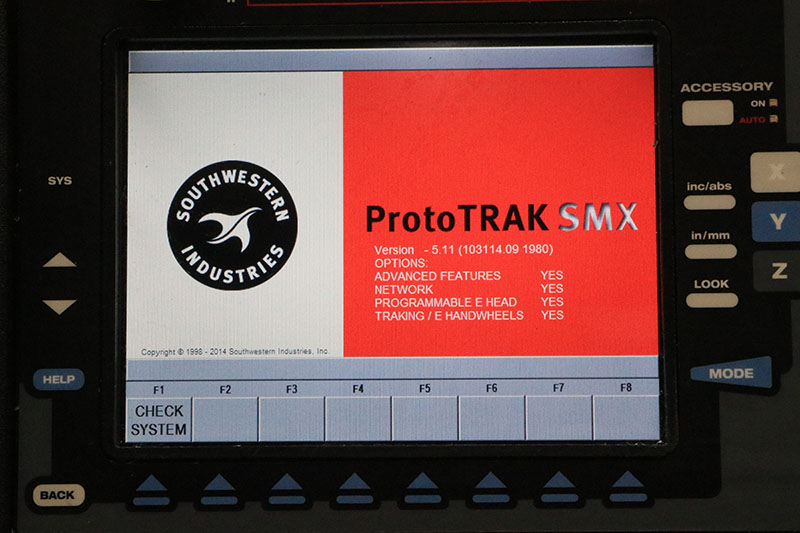 ACCESSORY
ON
AUTO
SYS
X
inc/abs
Y
in/mm
Z
LOOK
SOUTHWESTERN
INDUSTRIES
ProtoTRAK SMX
Version - 5.11 (103114.09 1980)
OPTIONS:
ADVANCED FEATURES YES
NETWORK YES
PROGRAMMABLE E HEAD YES
TRAKING / E HANDWHEELS YES
Copyright © 1998 - 2014 Southwestern Industries, Inc.
HELP
MODE
F1 F2 F3 F4 F5 F6 F7 F8
CHECK
SYSTEM
BACK